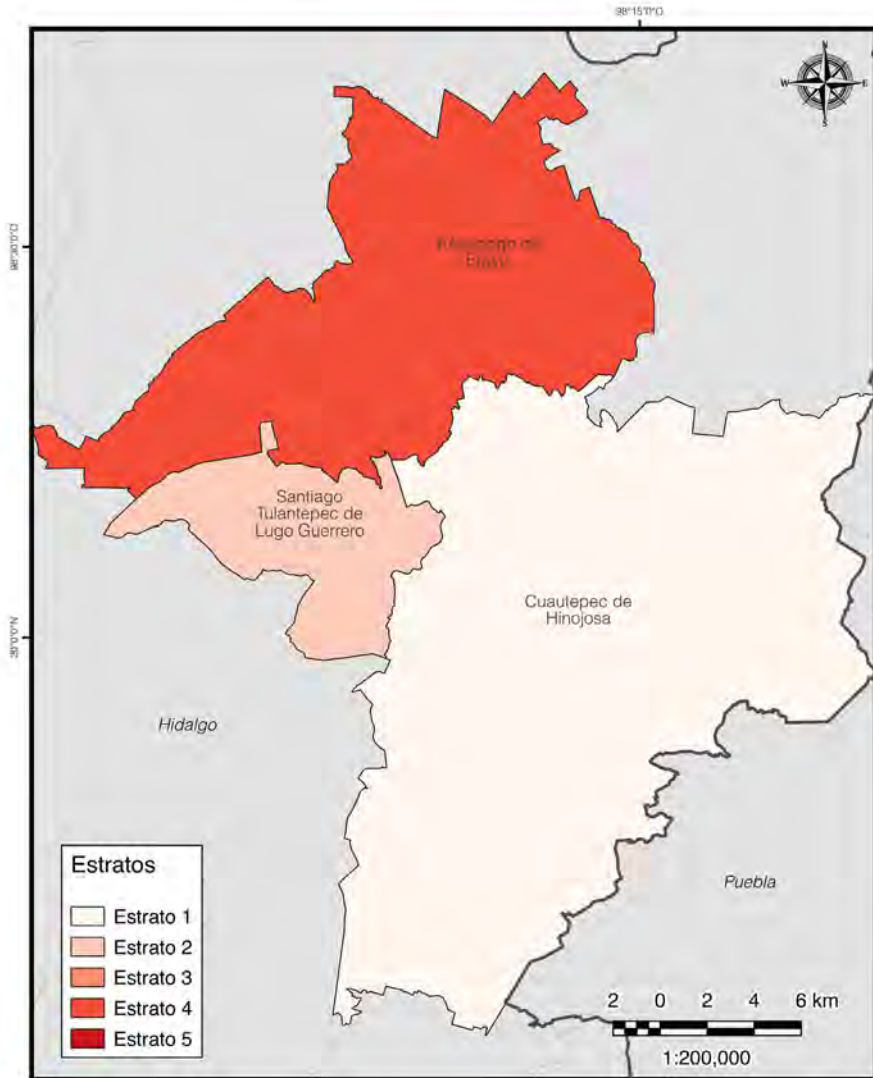 98°15'0"O
N
W
E
S
Santiago
Tulantepec de
Lugo Guerrero
Cuautepec de
Hinojosa
Hidalgo
Puebla
Estratos
Estrato 1
Estrato 2
Estrato 3
Estrato 4
Estrato 5
2 0 2 4 6 km
1:200,000